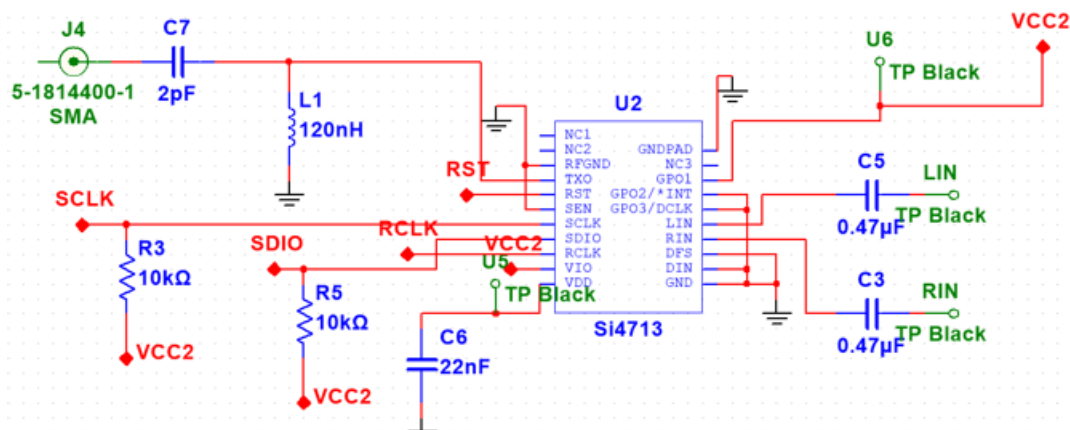 J4
5-1814400-1
SMA
C7
2pF
L1
120nH
U2
U6
TP Black
VCC2
NC1
NC2
RFGND
TXO
RST
SEN
SCLK
SDIO
RCLK
VIO
VDD
GNDPAD
NC3
GPO1
GPO2/*INT
GPO3/DCLK
LIN
RIN
DFS
DIN
GND
Si4713
RST
SCLK
R3
10kΩ
VCC2
SDIO
R5
10kΩ
VCC2
RCLK
VCC2
U5
TP Black
C6
22nF
C5
0.47µF
LIN
TP Black
C3
0.47µF
RIN
TP Black